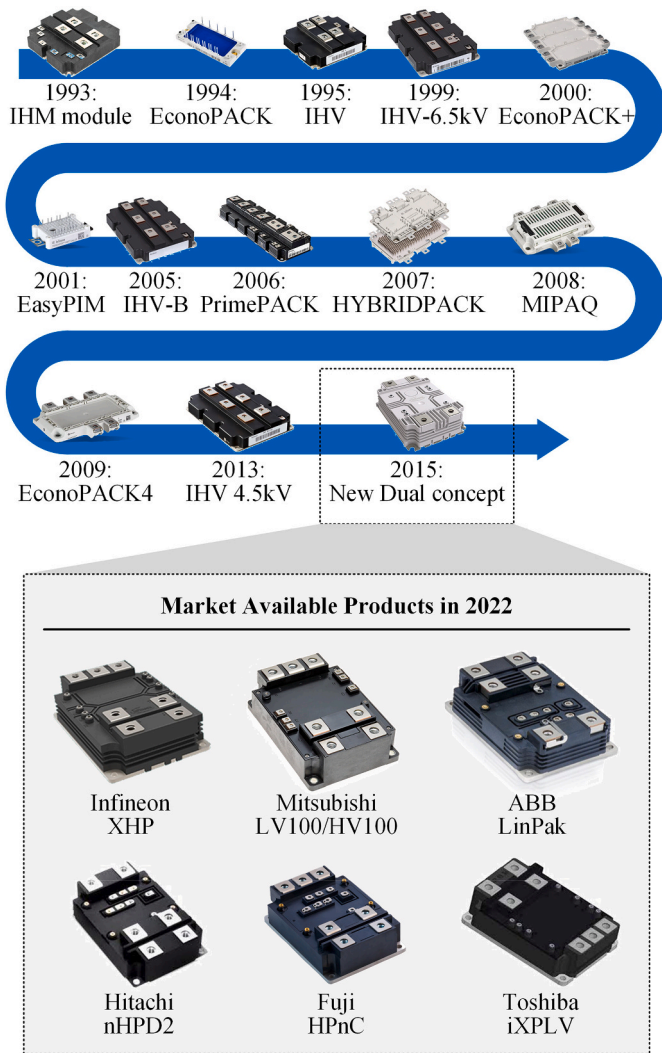 1993:
IHM module
1994:
EconoPACK
1995:
IHV
1999:
IHV-6.5kV
2000:
EconoPACK+
2001:
EasyPIM
2005:
IHV-B
2006:
PrimePACK
2007:
HYBRIDPACK
2008:
MIPAQ
2009:
EconoPACK4
2013:
IHV 4.5kV
2015:
New Dual concept
Market Available Products in 2022
Infineon
XHP
Mitsubishi
LV100/HV100
ABB
LinPak
Hitachi
nHPD2
Fuji
HPnC
Toshiba
iXPLV